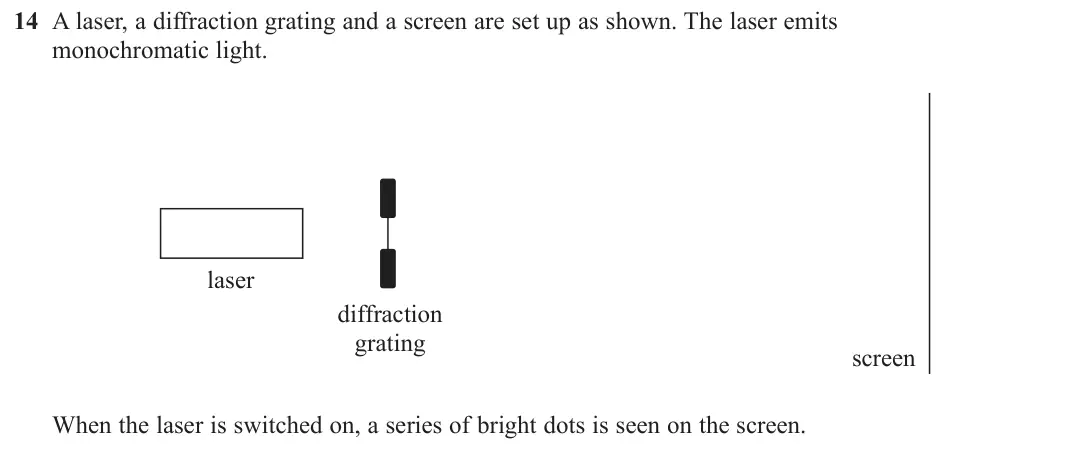 14 A laser, a diffraction grating and a screen are set up as shown. The laser emits
monochromatic light.
laser
diffraction
grating
screen
When the laser is switched on, a series of bright dots is seen on the screen.